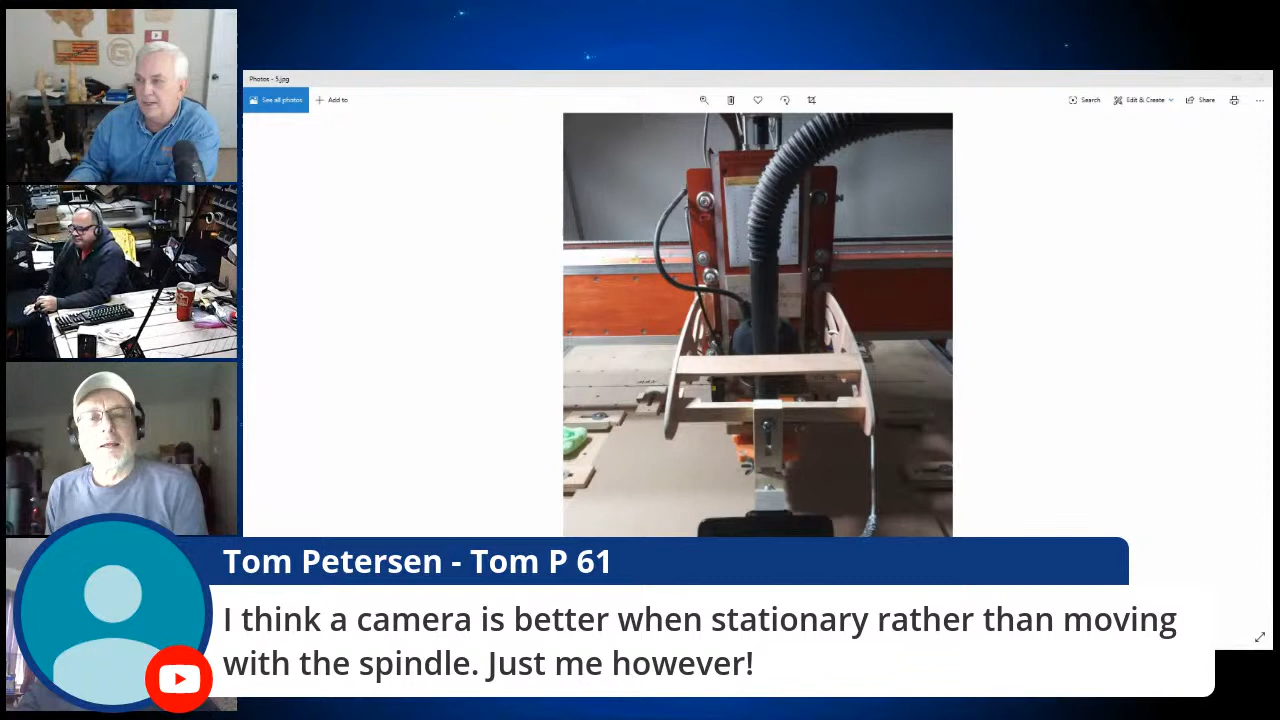 Photos - 5.jpg
See all photos
Add to
Search
Edit & Create
Share
Tom Petersen - Tom P 61
I think a camera is better when stationary rather than moving
with the spindle. Just me however!